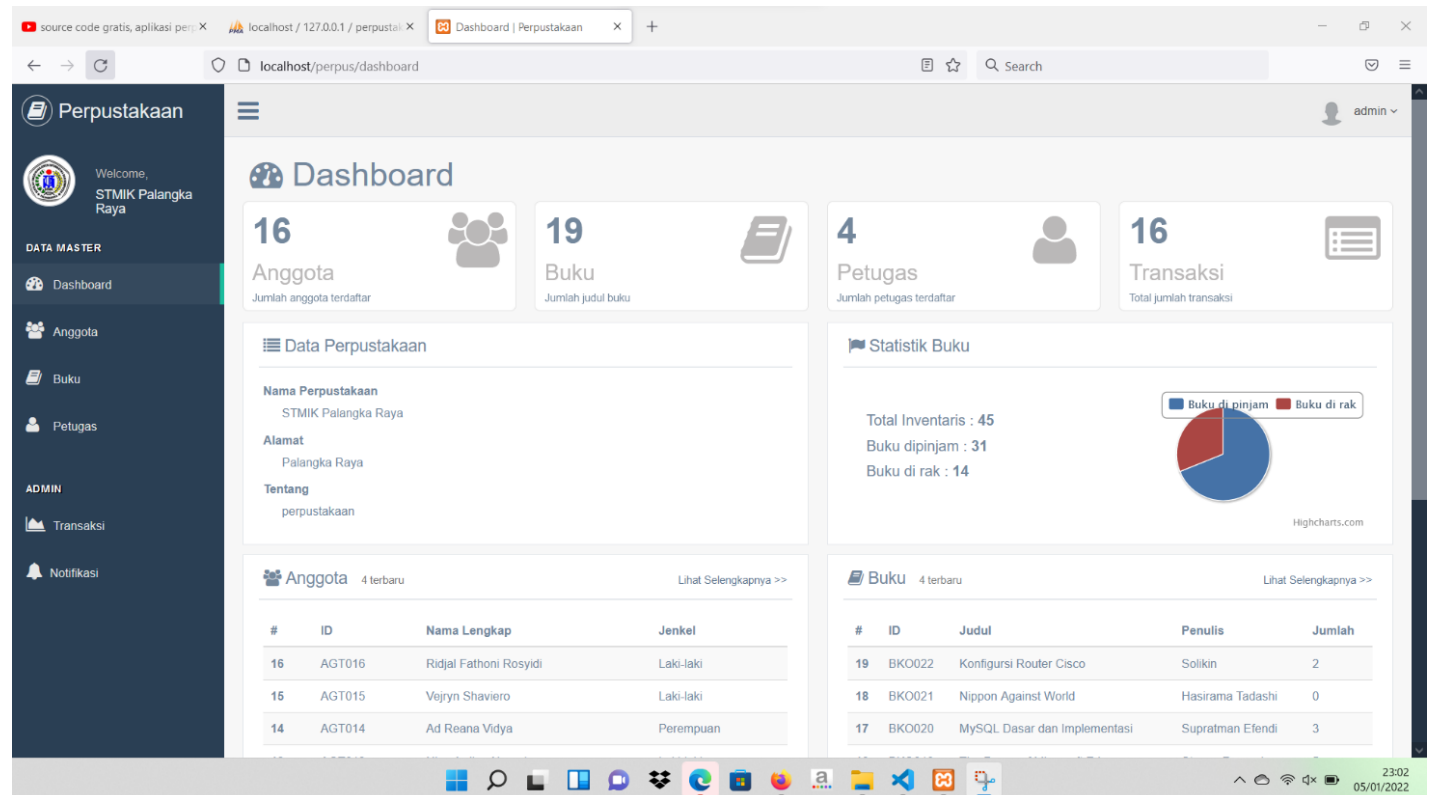 source code gratis, aplikasi perp
localhost / 127.0.0.1 / perpustak
Dashboard | Perpustakaan
localhost/perpus/dashboard
Search
Perpustakaan
admin
Welcome,
STMIK Palangka
Raya
DATA MASTER
Dashboard
Anggota
Buku
Petugas
ADMIN
Transaksi
Notifikasi
Dashboard
16
Anggota
Jumlah anggota terdaftar
19
Buku
Jumlah judul buku
4
Petugas
Jumlah petugas terdaftar
16
Transaksi
Total jumlah transaksi
Data Perpustakaan
Nama Perpustakaan
STMIK Palangka Raya
Alamat
Palangka Raya
Tentang
perpustakaan
Statistik Buku
Total Inventaris : 45
Buku dipinjam : 31
Buku di rak : 14
Buku di pinjam Buku di rak
Highcharts.com
Anggota 4 terbaru Lihat Selengkapnya >>
# ID Nama Lengkap Jenkel
16 AGT016 Ridjal Fathoni Rosyidi Laki-laki
15 AGT015 Vejryn Shaviero Laki-laki
14 AGT014 Ad Reana Vidya Perempuan
Buku 4 terbaru Lihat Selengkapnya >>
# ID Judul Penulis Jumlah
19 BKO022 Konfigursi Router Cisco Solikin 2
18 BKO021 Nippon Against World Hasirama Tadashi 0
17 BKO020 MySQL Dasar dan Implementasi Supratman Efendi 3
23:02
05/01/2022